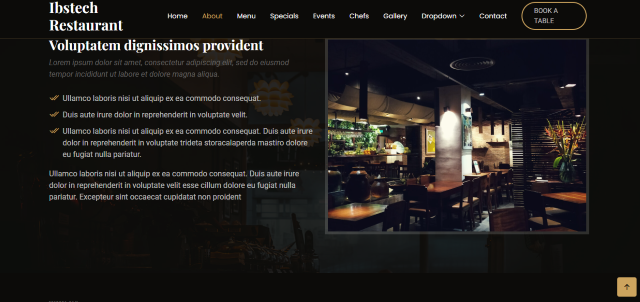 Ibstech
Restaurant
Home About Menu Specials Events Chefs Gallery Dropdown Contact
BOOK A
TABLE
Voluptatem dignissimos provident
Lorem ipsum dolor sit amet, consectetur adipiscing elit, sed do eiusmod
tempor incididunt ut labore et dolore magna aliqua.
Ullamco laboris nisi ut aliquip ex ea commodo consequat.
Duis aute irure dolor in reprehenderit in voluptate velit.
Ullamco laboris nisi ut aliquip ex ea commodo consequat. Duis aute irure
dolor in reprehenderit in voluptate trideta storacalaperda mastiro dolore
eu fugiat nulla pariatur.
Ullamco laboris nisi ut aliquip ex ea commodo consequat. Duis aute irure
dolor in reprehenderit in voluptate velit esse cillum dolore eu fugiat nulla
pariatur. Excepteur sint occaecat cupidatat non proident